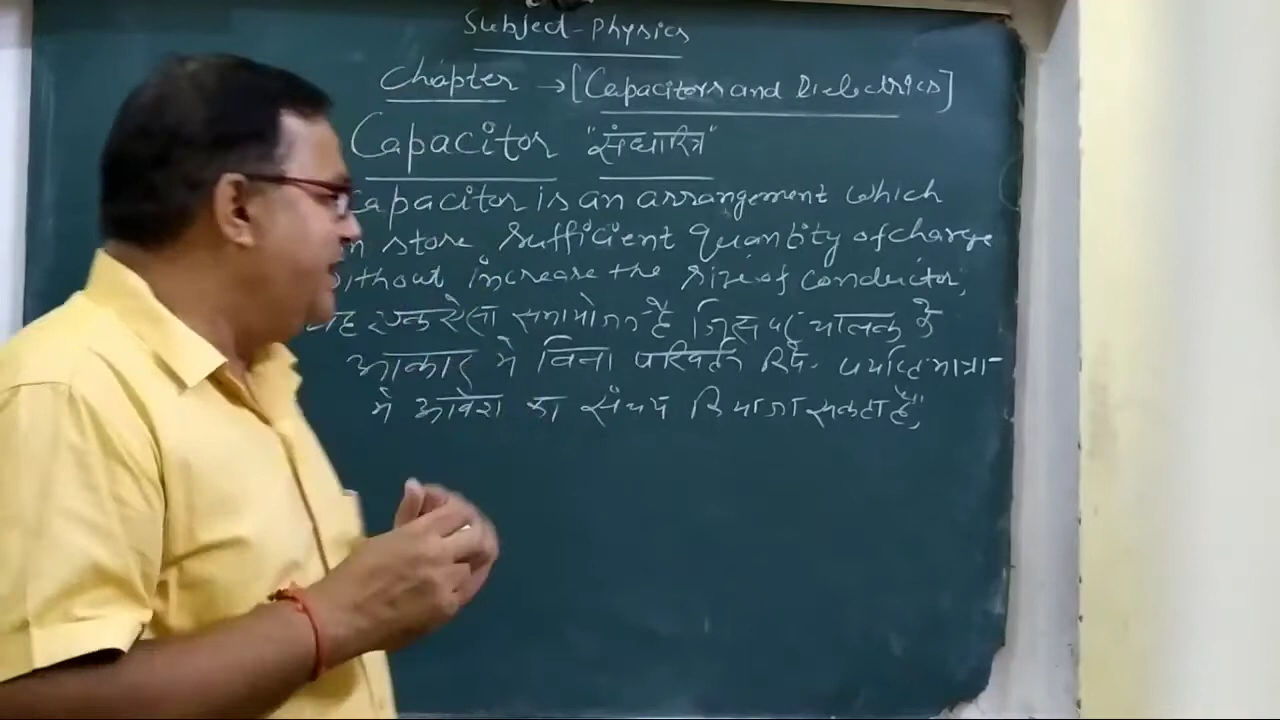 Subject-Physics
Chapter → [Capacitors and Dielectrics]
Capacitor "संधारित्र"
Capacitor is an arrangement which
store sufficient quantity of charge
without increase the size of conductor,
यह एक ऐसा समायोजन है जिस पर चालक के
आकार मे बिना परिवर्तन किये पर्याप्त मात्रा
मे आवेश का संचय किया जा सकता है,